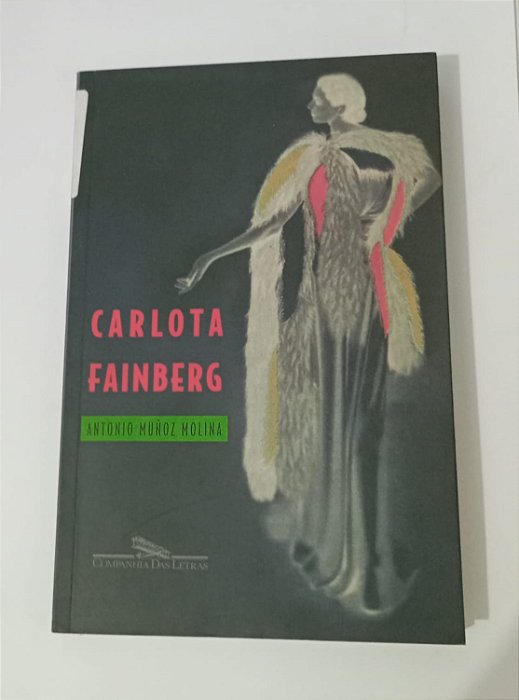 CARLOTA
FAINBERG
ANTONIO MUÑOZ MOLINA
COMPANHIA DAS LETRAS